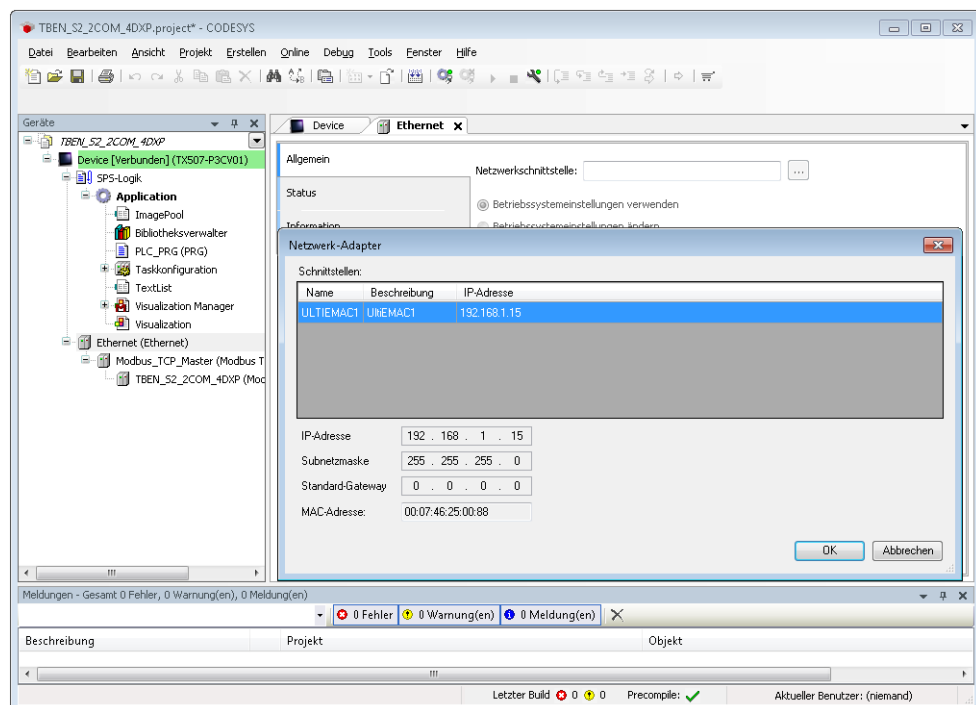 TBEN_S2_2COM_4DXP.project* - CODESYS
Datei Bearbeiten Ansicht Projekt Erstellen Online Debug Tools Fenster Hilfe
Geräte
TBEN_S2_2COM_4DXP
Device [Verbunden] (TX507-P3CV01)
SPS-Logik
Application
ImagePool
Bibliotheksverwalter
PLC_PRG (PRG)
Taskkonfiguration
TextList
Visualization Manager
Visualization
Ethernet (Ethernet)
Modbus_TCP_Master (Modbus T
TBEN_S2_2COM_4DXP (Moc
Device
Ethernet
Allgemein
Status
Information
Netzwerkschnittstelle:
...
Betriebssystemeinstellungen verwenden
Betriebssystemeinstellungen ändern
Netzwerk-Adapter
Schnittstellen:
Name Beschreibung IP-Adresse
ULTIEMAC1 UltiEMAC1 192.168.1.15
IP-Adresse 192 . 168 . 1 . 15
Subnetzmaske 255 . 255 . 255 . 0
Standard-Gateway 0 . 0 . 0 . 0
MAC-Adresse: 00:07:46:25:00:88
OK Abbrechen
Meldungen - Gesamt 0 Fehler, 0 Warnung(en), 0 Meldung(en)
0 Fehler 0 Warnung(en) 0 Meldung(en)
Beschreibung Projekt Objekt
Letzter Build 0 0 Precompile: Aktueller Benutzer: (niemand)